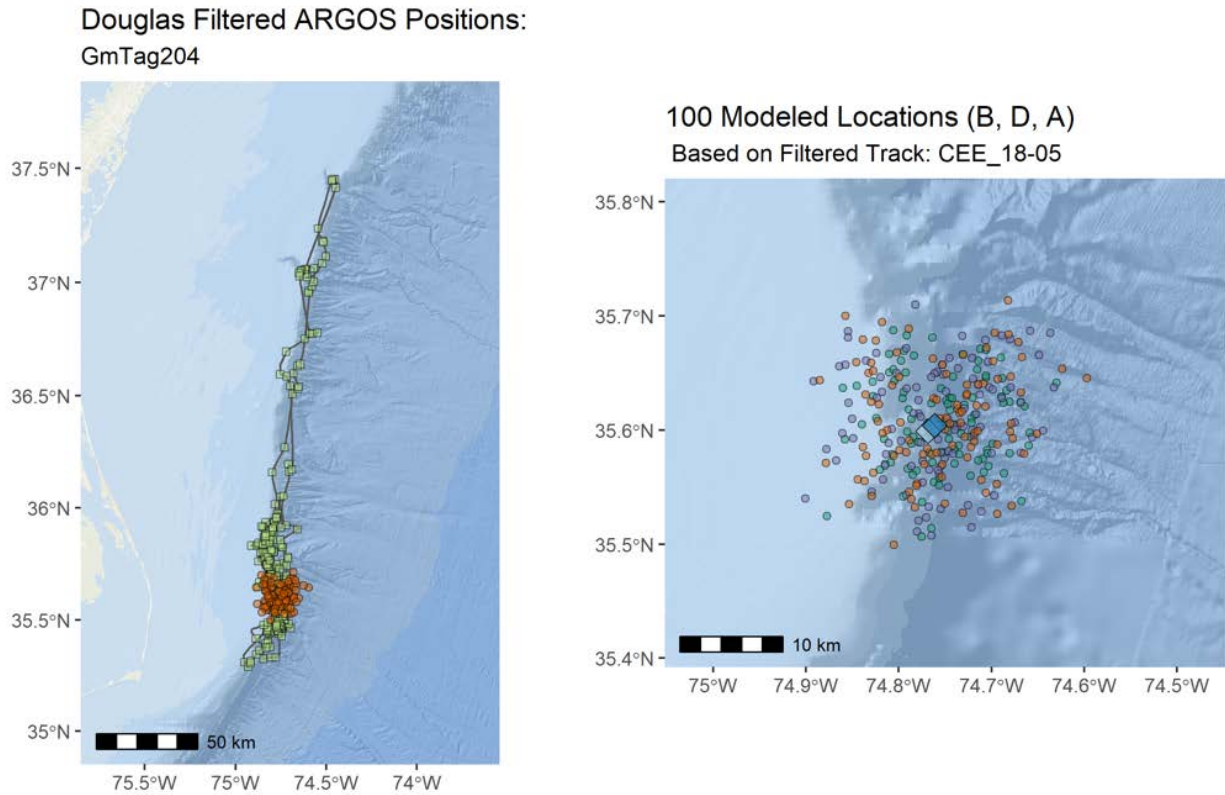 Douglas Filtered ARGOS Positions:
GmTag204
37.5°N
37°N
36.5°N
36°N
35.5°N
35°N
50 km
75.5°W
75°W
74.5°W
74°W
100 Modeled Locations (B, D, A)
Based on Filtered Track: CEE_18-05
35.8°N
35.7°N
35.6°N
35.5°N
35.4°N
10 km
75°W
74.9°W
74.8°W
74.7°W
74.6°W
74.5°W